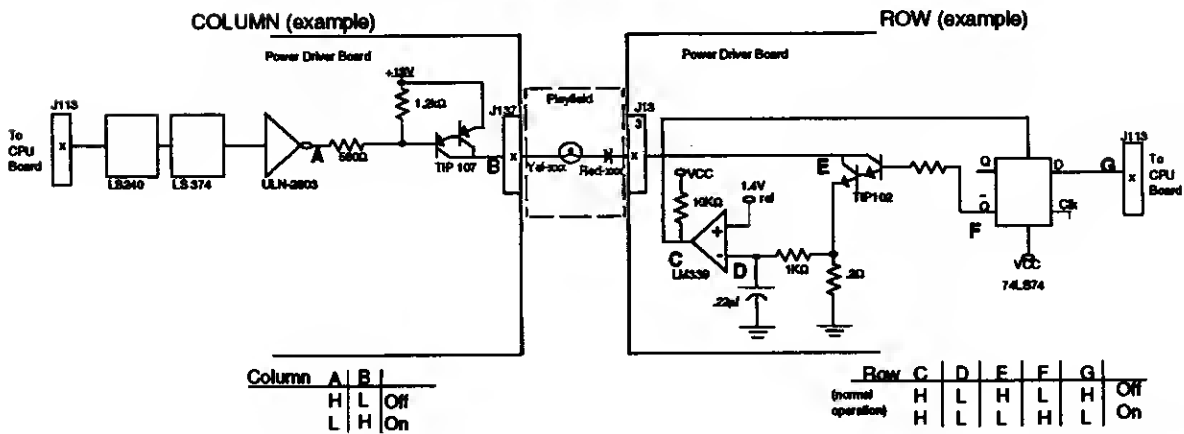 COLUMN (example)
ROW (example)
Power Driver Board
Power Driver Board
+.18V
1.2kΩ
J113
To
CPU
Board
x
LS240
LS374
ULN-2803
A
560Ω
TIP 107
B
J137
x
Playfield
Yel-xxx
Red-xxx
J13
3
x
VCC
10KΩ
1.4V
ref
C
LM339
D
.22µf
1KΩ
.2Ω
E
TIP102
Q
D
Q
Clk
F
VCC
74LS74
G
J113
x
To
CPU
Board
Column A B
H L Off
L H On
Row C D E F G
(normal
operation)
H L H L H Off
H L L H L On